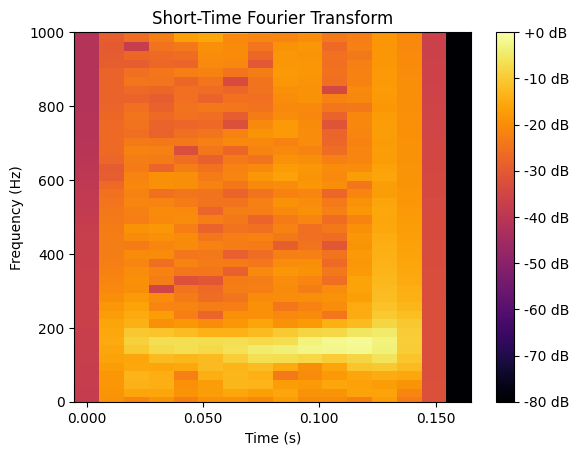 Short-Time Fourier Transform
1000
800
600
400
200
0
Frequency (Hz)
0.000
0.050
0.100
0.150
Time (s)
+0 dB
-10 dB
-20 dB
-30 dB
-40 dB
-50 dB
-60 dB
-70 dB
-80 dB